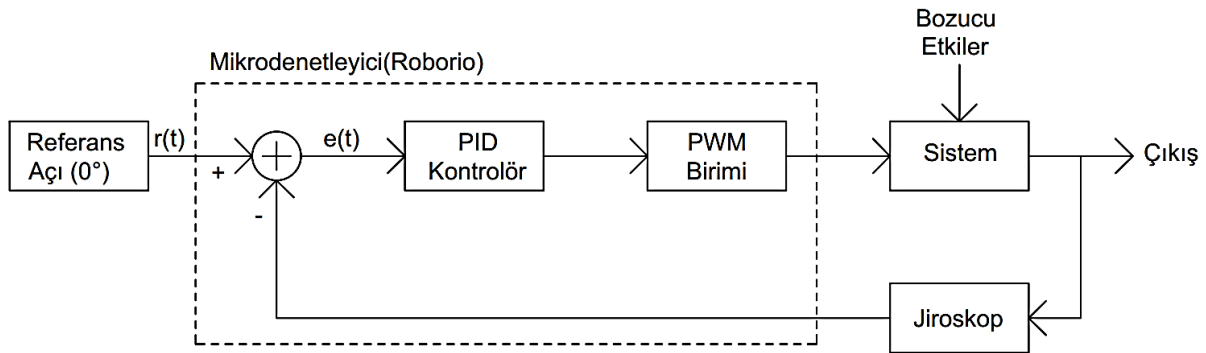 Bozucu
Etkiler
Mikrodenetleyici(Roborio)
Referans
Açı (0°)
r(t)
+
-
e(t)
PID
Kontrolör
PWM
Birimi
Sistem
Çıkış
Jiroskop